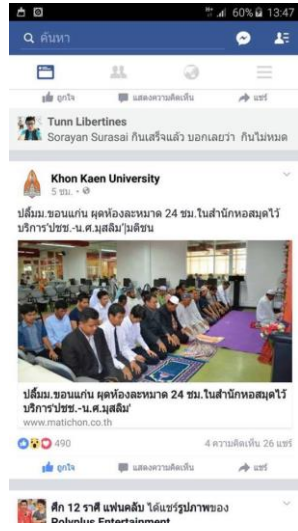 60% 13:47
ค้นหา
ถูกใจ แสดงความคิดเห็น แชร์
Tunn Libertines
Sorayan Surasai กินเสร็จแล้ว บอกเลยว่า กินไม่หมด
Khon Kaen University
5 ชม. •
ปลื้มม.ขอนแก่น ผุดห้องละหมาด 24 ชม.ในสำนักหอสมุดไว้
บริการ'ปชช.-น.ศ.มุสลิม'|มติชน
ปลื้มม.ขอนแก่น ผุดห้องละหมาด 24 ชม.ในสำนักหอสมุดไว้
บริการ'ปชช.-น.ศ.มุสลิม'
www.matichon.co.th
490 4 ความคิดเห็น 26 แชร์
ถูกใจ แสดงความคิดเห็น แชร์
ศึก 12 ราศี แฟนคลับ ได้แชร์รูปภาพของ
Polyplus Entertainment